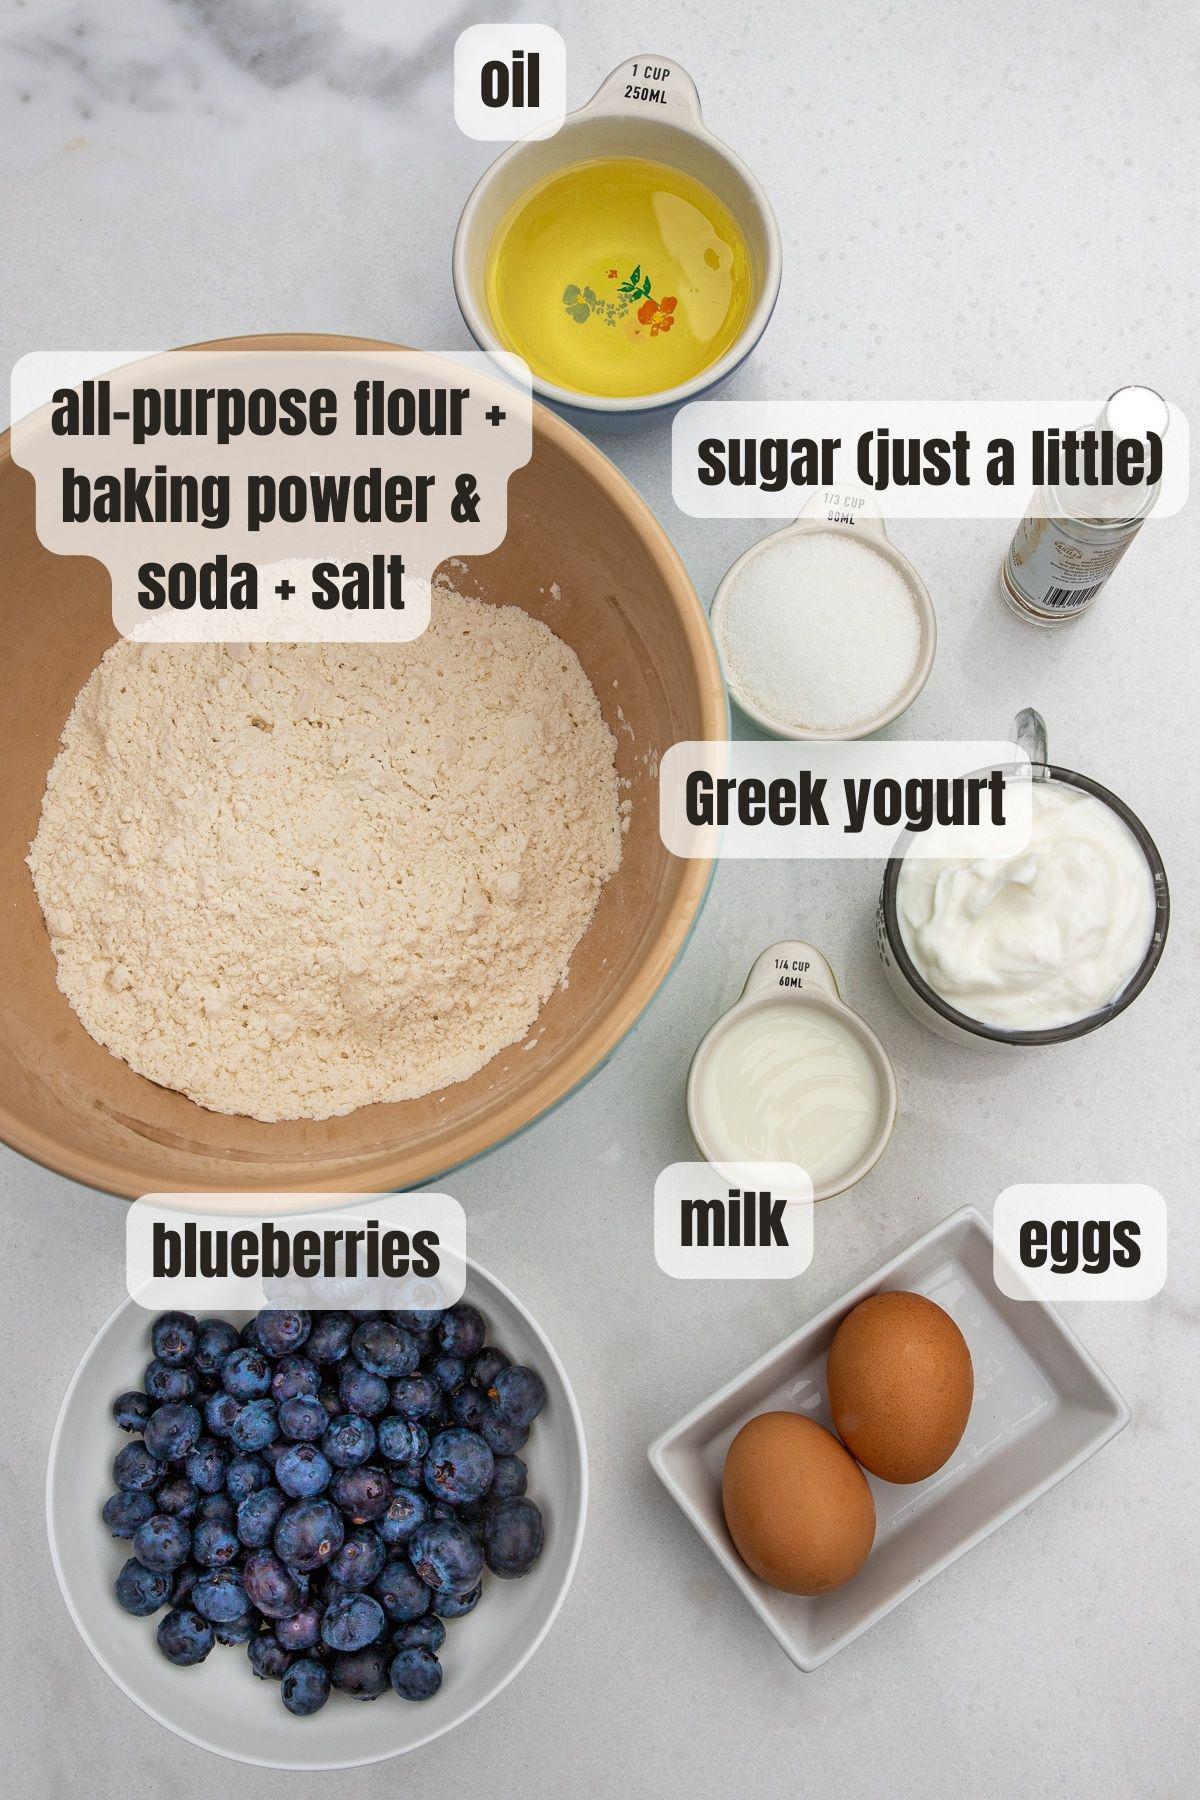 oil
1 CUP
250ML
all-purpose flour +
baking powder &
soda + salt
sugar (just a little)
1/3 CUP
80ML
VANILLA
Greek yogurt
1/4 CUP
60ML
milk
eggs
blueberries